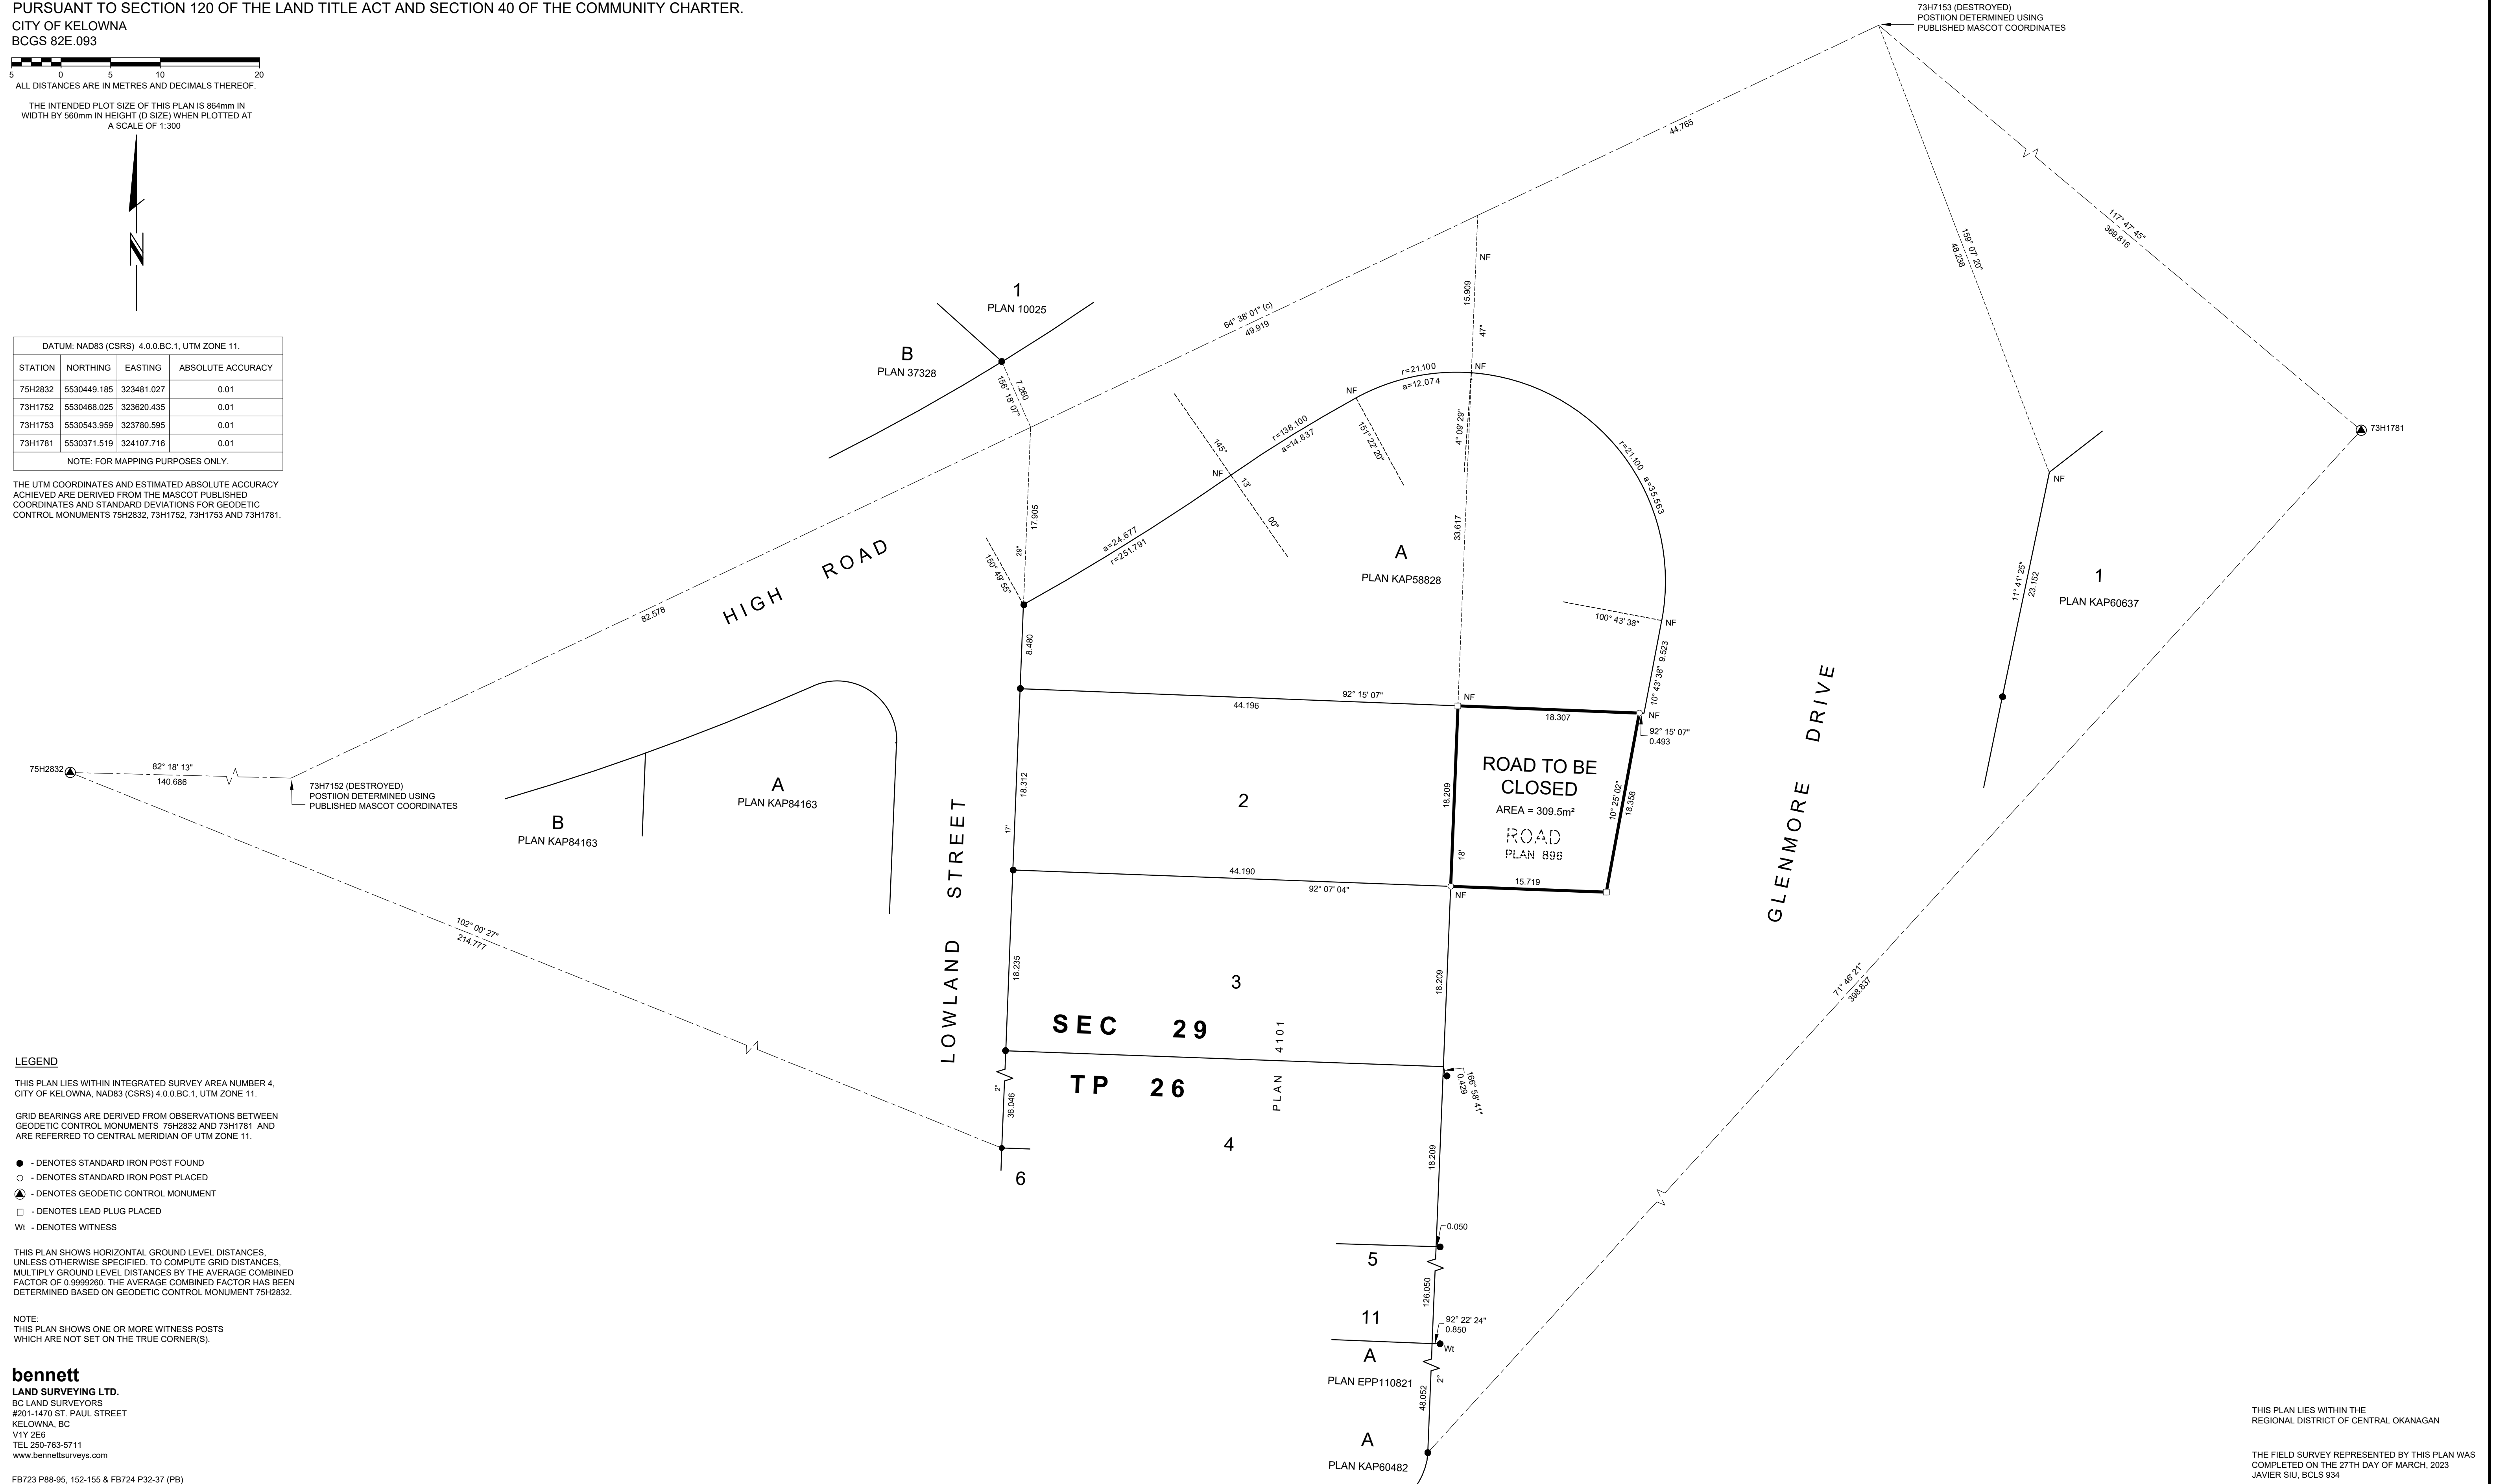 PURSUANT TO SECTION 120 OF THE LAND TITLE ACT AND SECTION 40 OF THE COMMUNITY CHARTER.
CITY OF KELOWNA
BCGS 82E.093
5 0 5 10 20
ALL DISTANCES ARE IN METRES AND DECIMALS THEREOF.
THE INTENDED PLOT SIZE OF THIS PLAN IS 864mm IN
WIDTH BY 560mm IN HEIGHT (D SIZE) WHEN PLOTTED AT
A SCALE OF 1:300
N
DATUM: NAD83 (CSRS) 4.0.0.BC.1, UTM ZONE 11.
STATION NORTHING EASTING ABSOLUTE ACCURACY
75H2832 5530449.185 323481.027 0.01
73H1752 5530468.025 323620.435 0.01
73H1753 5530543.959 323780.595 0.01
73H1781 5530371.519 324107.716 0.01
NOTE: FOR MAPPING PURPOSES ONLY.
THE UTM COORDINATES AND ESTIMATED ABSOLUTE ACCURACY
ACHIEVED ARE DERIVED FROM THE MASCOT PUBLISHED
COORDINATES AND STANDARD DEVIATIONS FOR GEODETIC
CONTROL MONUMENTS 75H2832, 73H1752, 73H1753 AND 73H1781.
73H7153 (DESTROYED)
POSTIION DETERMINED USING
PUBLISHED MASCOT COORDINATES
44.765
117° 47' 45"
369.816
159° 07' 20"
48.238
73H1781
NF
11° 41' 25"
23.152
1
PLAN KAP60637
NF
15.909
47"
64° 38' 01" (c)
49.919
1
PLAN 10025
B
PLAN 37328
7.260
156° 18' 07"
17.905
29"
150° 49' 55"
r=21.100
a=12.074
NF
NF
r=138.100
a=14.837
151° 22' 20"
4° 09' 29"
145°
NF
13'
00"
a=24.677
r=251.791
r=21.100 a=35.563
33.617
A
PLAN KAP58828
100° 43' 38"
NF
10° 43' 38" 9.523
HIGH ROAD
82.578
8.480
92° 15' 07"
44.196
NF
18.307
NF
92° 15' 07"
0.493
75H2832
82° 18' 13"
140.686
73H7152 (DESTROYED)
POSTIION DETERMINED USING
PUBLISHED MASCOT COORDINATES
A
PLAN KAP84163
B
PLAN KAP84163
18.312
17'
2
18.209
18'
ROAD TO BE
CLOSED
AREA = 309.5m²
ROAD
PLAN 896
10° 25' 02"
18.358
GLENMORE DRIVE
LOWLAND STREET
44.190
92° 07' 04"
15.719
NF
102° 00' 27"
214.777
18.235
3
18.209
SEC 29
TP 26
PLAN 4101
166° 58' 41"
0.429
71° 46' 21"
398.837
2°
36.046
4
18.209
6
0.050
5
126.050
11
92° 22' 24"
0.850
Wt
A
PLAN EPP110821
2°
48.052
A
PLAN KAP60482
LEGEND
THIS PLAN LIES WITHIN INTEGRATED SURVEY AREA NUMBER 4,
CITY OF KELOWNA, NAD83 (CSRS) 4.0.0.BC.1, UTM ZONE 11.
GRID BEARINGS ARE DERIVED FROM OBSERVATIONS BETWEEN
GEODETIC CONTROL MONUMENTS 75H2832 AND 73H1781 AND
ARE REFERRED TO CENTRAL MERIDIAN OF UTM ZONE 11.
- DENOTES STANDARD IRON POST FOUND
- DENOTES STANDARD IRON POST PLACED
- DENOTES GEODETIC CONTROL MONUMENT
- DENOTES LEAD PLUG PLACED
Wt - DENOTES WITNESS
THIS PLAN SHOWS HORIZONTAL GROUND LEVEL DISTANCES,
UNLESS OTHERWISE SPECIFIED. TO COMPUTE GRID DISTANCES,
MULTIPLY GROUND LEVEL DISTANCES BY THE AVERAGE COMBINED
FACTOR OF 0.9999260. THE AVERAGE COMBINED FACTOR HAS BEEN
DETERMINED BASED ON GEODETIC CONTROL MONUMENT 75H2832.
NOTE:
THIS PLAN SHOWS ONE OR MORE WITNESS POSTS
WHICH ARE NOT SET ON THE TRUE CORNER(S).
bennett
LAND SURVEYING LTD.
BC LAND SURVEYORS
#201-1470 ST. PAUL STREET
KELOWNA, BC
V1Y 2E6
TEL 250-763-5711
www.bennettsurveys.com
FB723 P88-95, 152-155 & FB724 P32-37 (PB)
THIS PLAN LIES WITHIN THE
REGIONAL DISTRICT OF CENTRAL OKANAGAN
THE FIELD SURVEY REPRESENTED BY THIS PLAN WAS
COMPLETED ON THE 27TH DAY OF MARCH, 2023
JAVIER SIU, BCLS 934